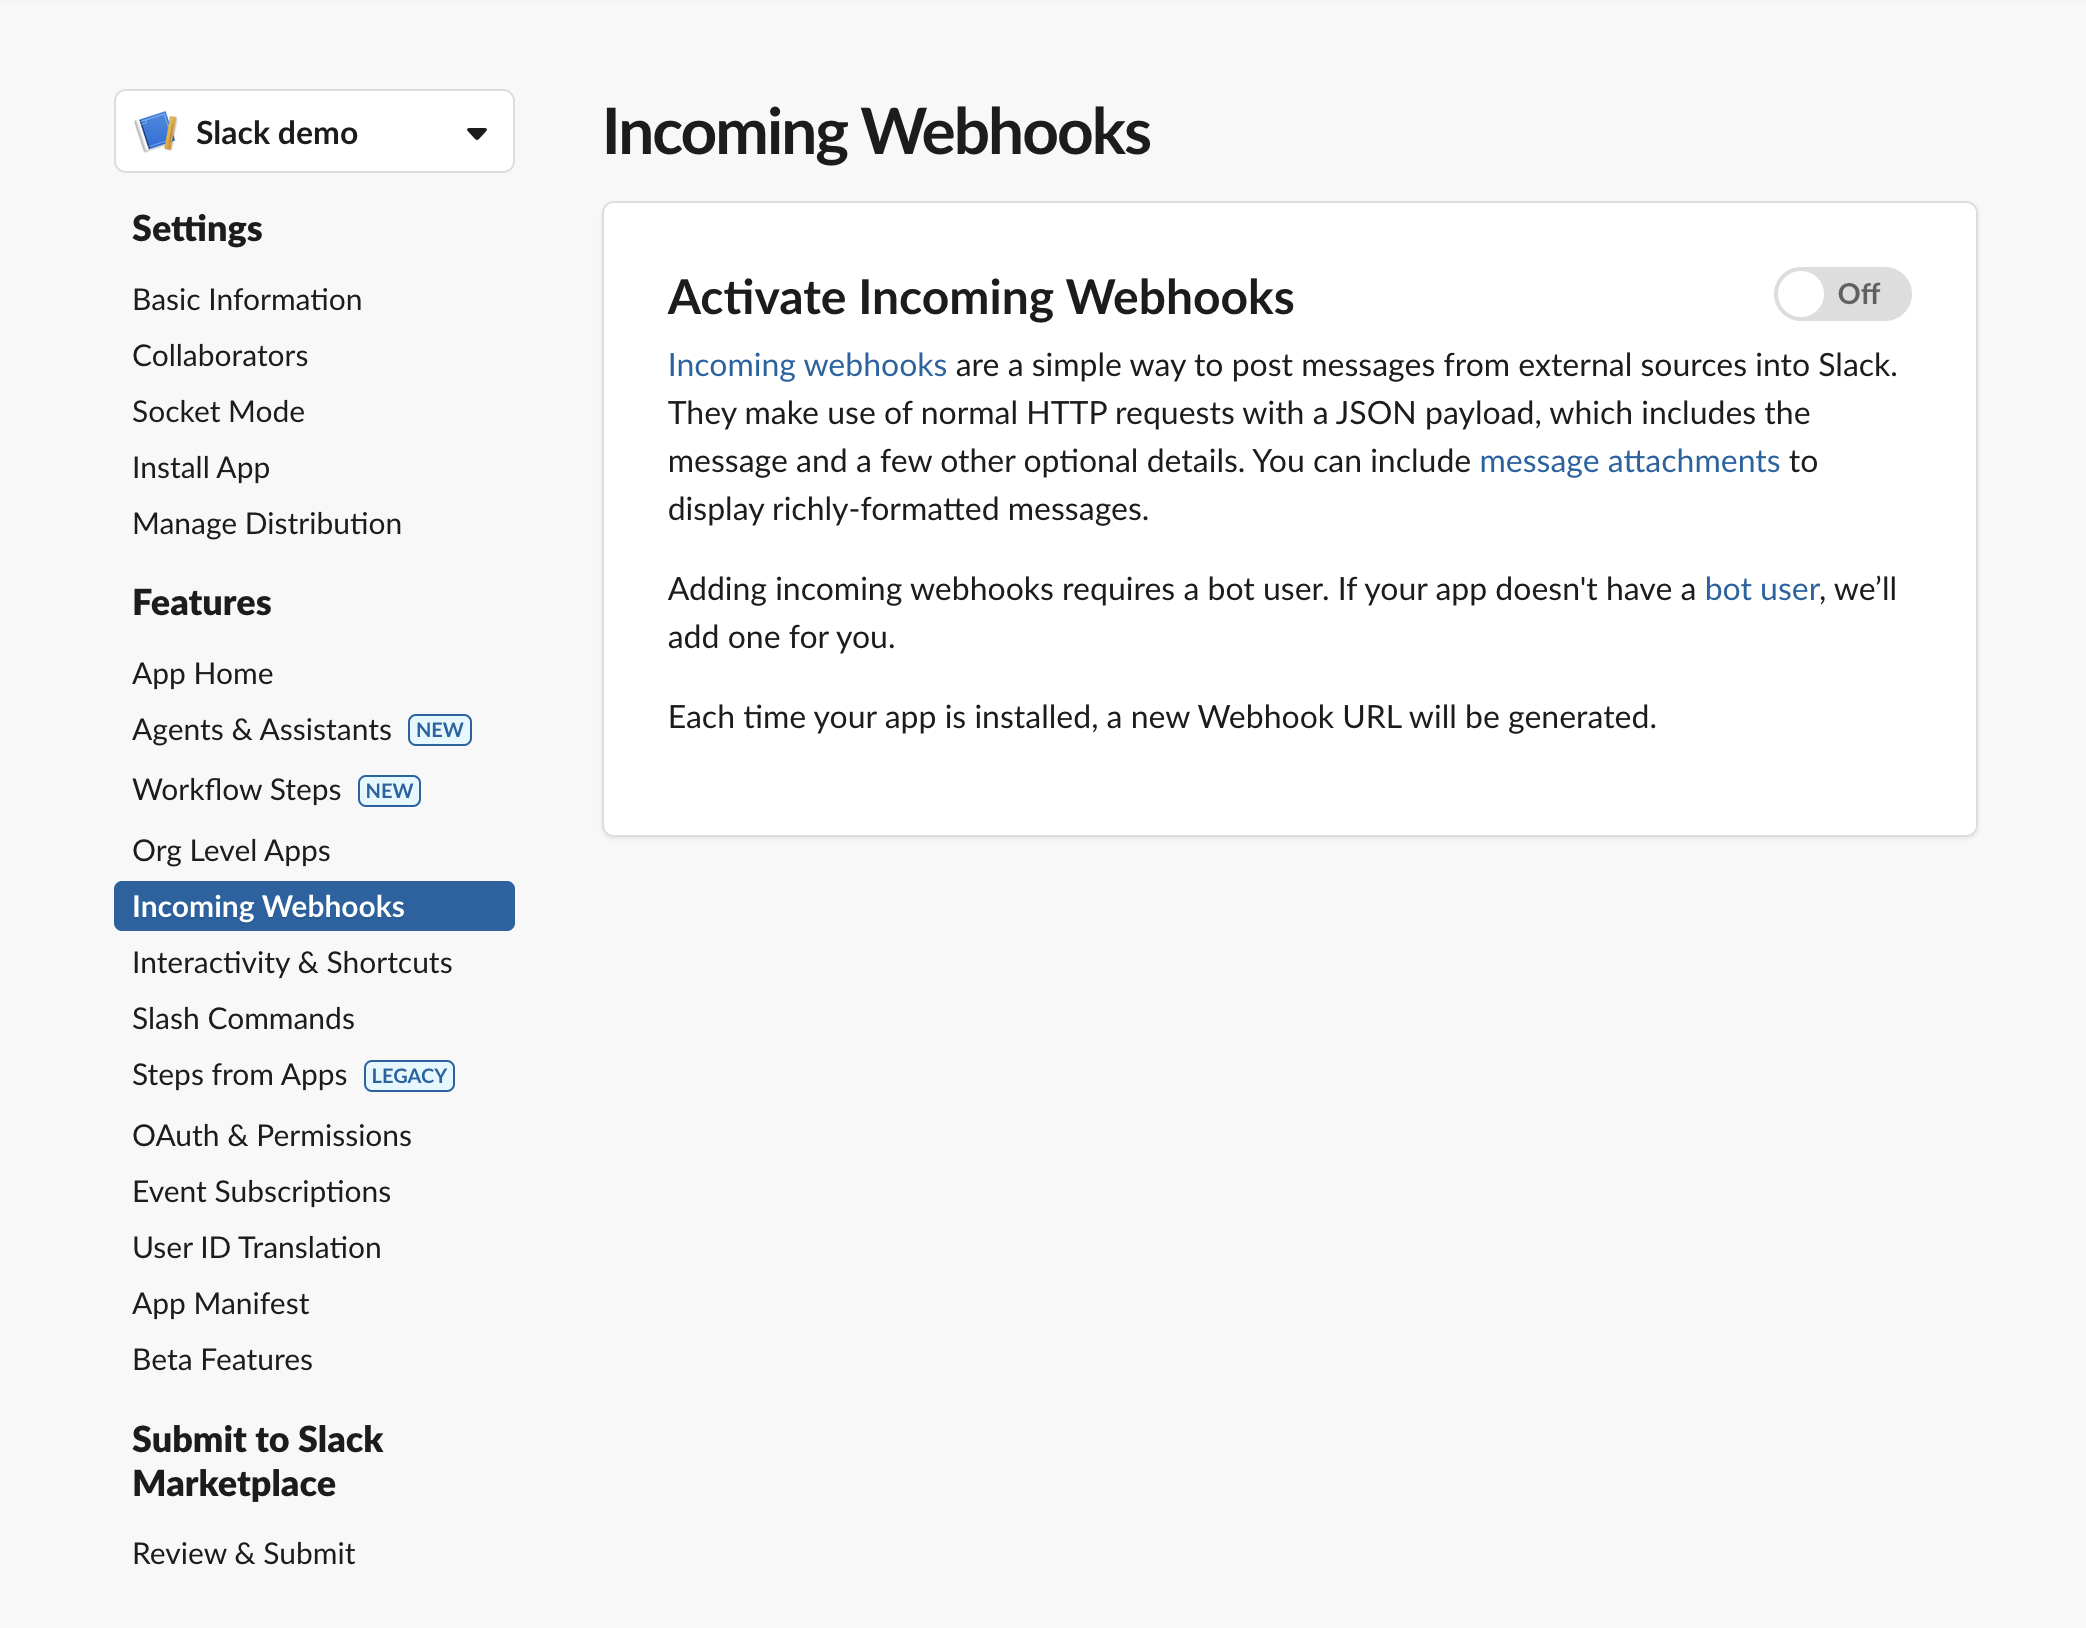 Slack demo
Settings
Basic Information
Collaborators
Socket Mode
Install App
Manage Distribution
Features
App Home
Agents & Assistants NEW
Workflow Steps NEW
Org Level Apps
Incoming Webhooks
Interactivity & Shortcuts
Slash Commands
Steps from Apps LEGACY
OAuth & Permissions
Event Subscriptions
User ID Translation
App Manifest
Beta Features
Submit to Slack
Marketplace
Review & Submit
Incoming Webhooks
Activate Incoming Webhooks Off
Incoming webhooks are a simple way to post messages from external sources into Slack.
They make use of normal HTTP requests with a JSON payload, which includes the
message and a few other optional details. You can include message attachments to
display richly-formatted messages.
Adding incoming webhooks requires a bot user. If your app doesn't have a bot user, we’ll
add one for you.
Each time your app is installed, a new Webhook URL will be generated.